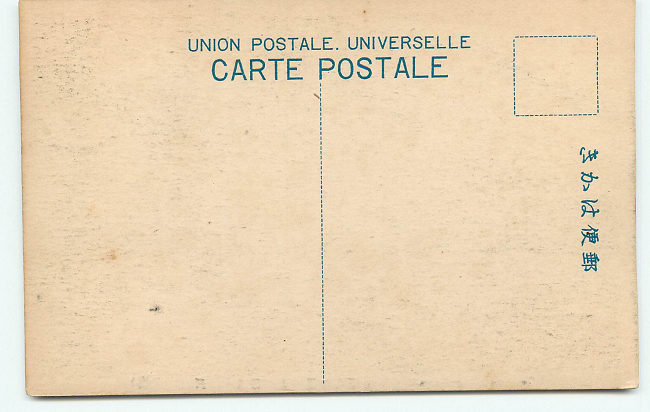 UNION POSTALE. UNIVERSELLE
CARTE POSTALE
郵便はかき